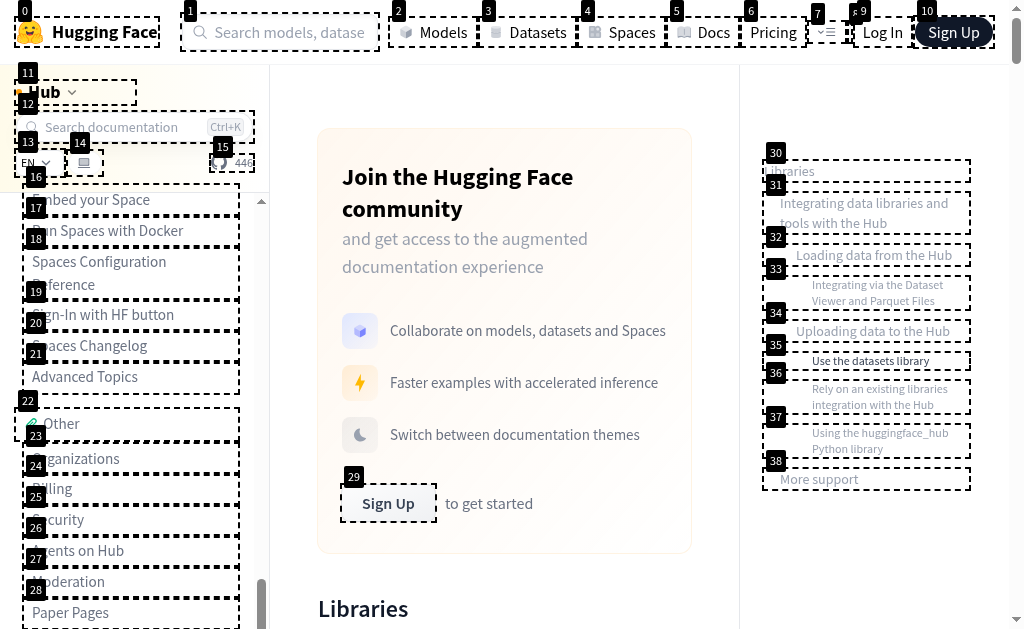 Hugging Face
Search models, datase
Models
Datasets
Spaces
Docs
Pricing
Log In
Sign Up
0
1
2
3
4
5
6
7
9
10
11
Hub
12
Search documentation
Ctrl+K
13
14
15
EN
446
16
Embed your Space
17
Run Spaces with Docker
18
Spaces Configuration
Reference
19
Sign-In with HF button
20
Spaces Changelog
21
Advanced Topics
22
Other
23
Organizations
24
Billing
25
Security
26
Agents on Hub
27
Moderation
28
Paper Pages
Join the Hugging Face
community
and get access to the augmented
documentation experience
Collaborate on models, datasets and Spaces
Faster examples with accelerated inference
Switch between documentation themes
29
Sign Up
to get started
Libraries
30
Libraries
31
Integrating data libraries and
tools with the Hub
32
Loading data from the Hub
33
Integrating via the Dataset
Viewer and Parquet Files
34
Uploading data to the Hub
35
Use the datasets library
36
Rely on an existing libraries
integration with the Hub
37
Using the huggingface_hub
Python library
38
More support